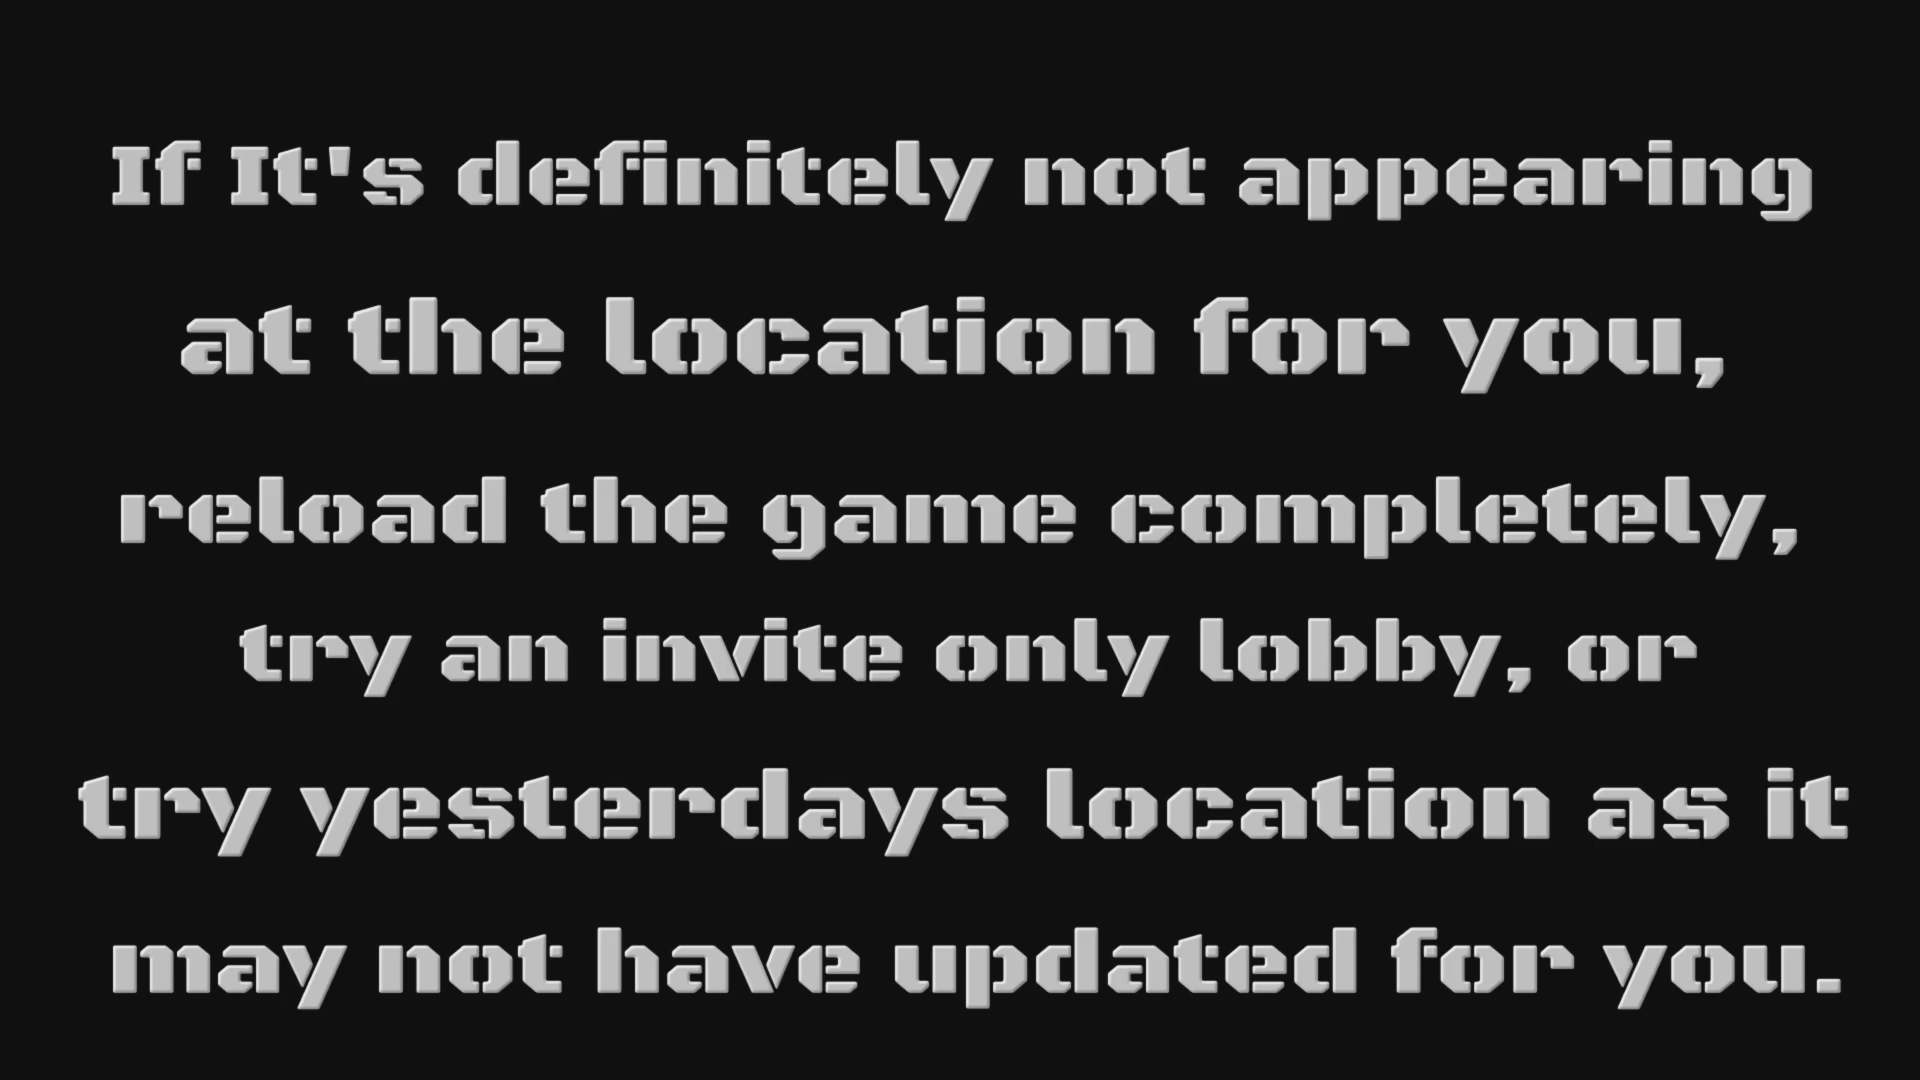 If It's definitely not appearing
at the location for you,
reload the game completely,
try an invite only lobby, or
try yesterdays location as it
may not have updated for you.